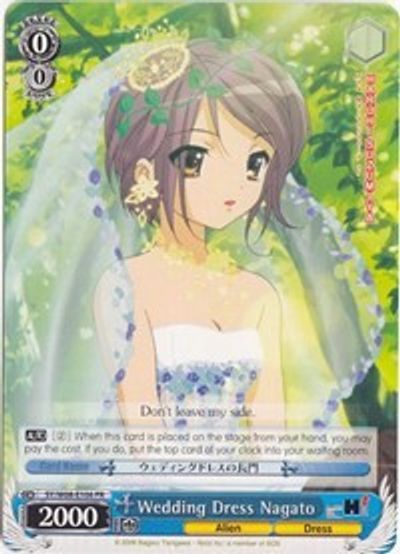 0
0
Don't leave my side.
AUTO [(2)] When this card is placed on the stage from your hand, you may
pay the cost. If you do, put the top card of your clock into your waiting room.
Card Name
ウェディングドレスの長門
2000
Wedding Dress Nagato
Alien
Dress